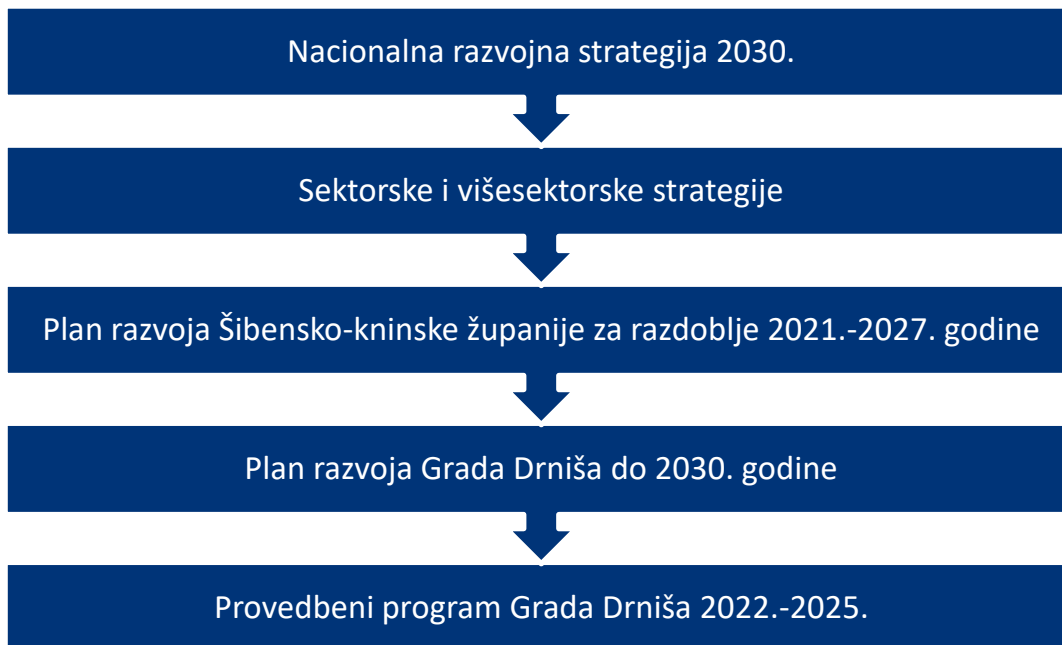 Nacionalna razvojna strategija 2030.
Sektorske i višesektorske strategije
Plan razvoja Šibensko-kninske županije za razdoblje 2021.-2027. godine
Plan razvoja Grada Drniša do 2030. godine
Provedbeni program Grada Drniša 2022.-2025.